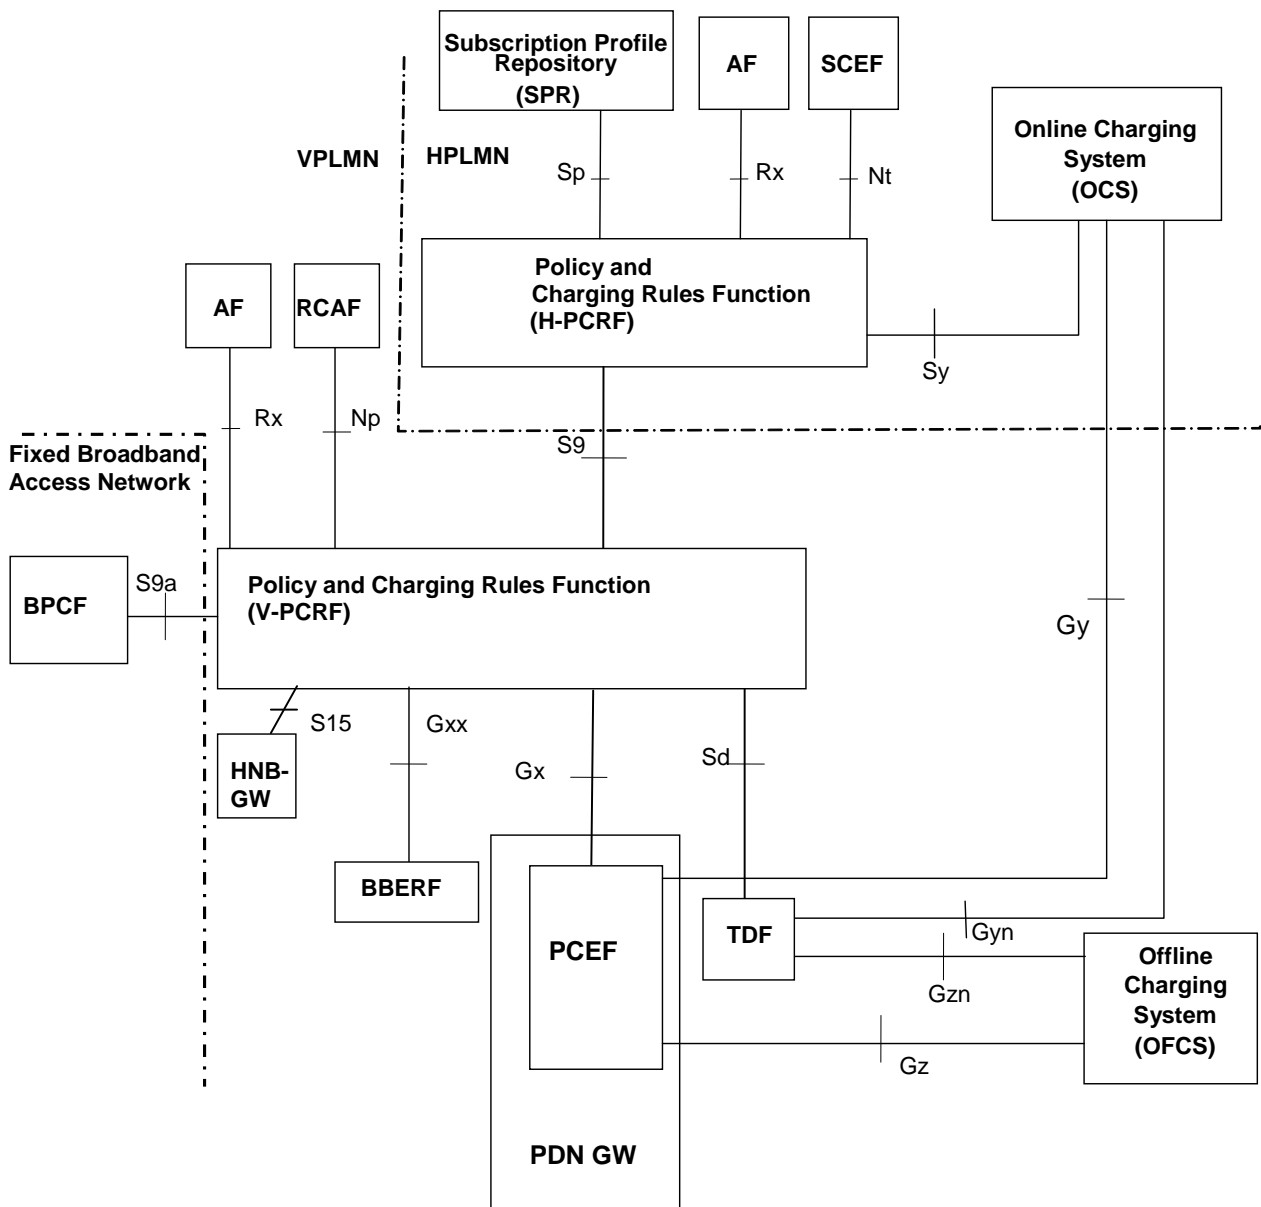 Subscription Profile
Repository
(SPR)
AF
SCEF
Online Charging
System
(OCS)
VPLMN
HPLMN
Sp
Rx
Nt
Policy and
Charging Rules Function
(H-PCRF)
AF
RCAF
Sy
Rx
Np
S9
Fixed Broadband
Access Network
BPCF
S9a
Policy and Charging Rules Function
(V-PCRF)
Gy
S15
Gxx
Gx
Sd
HNB-
GW
BBERF
PCEF
TDF
Gyn
Gzn
Offline
Charging
System
(OFCS)
Gz
PDN GW